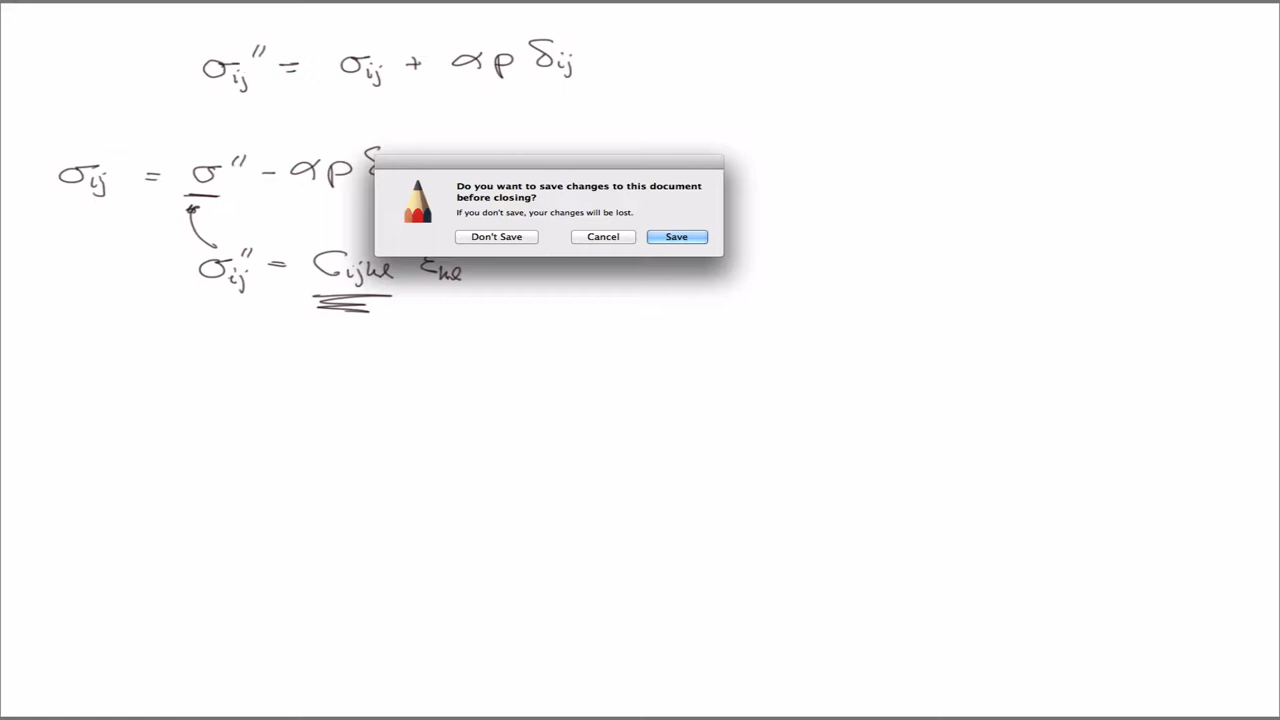 σij'' = σij + αp δij
σij = σ'' - αp δ
σij'' = Cijkl εkl
Do you want to save changes to this document
before closing?
If you don't save, your changes will be lost.
Don't Save Cancel Save